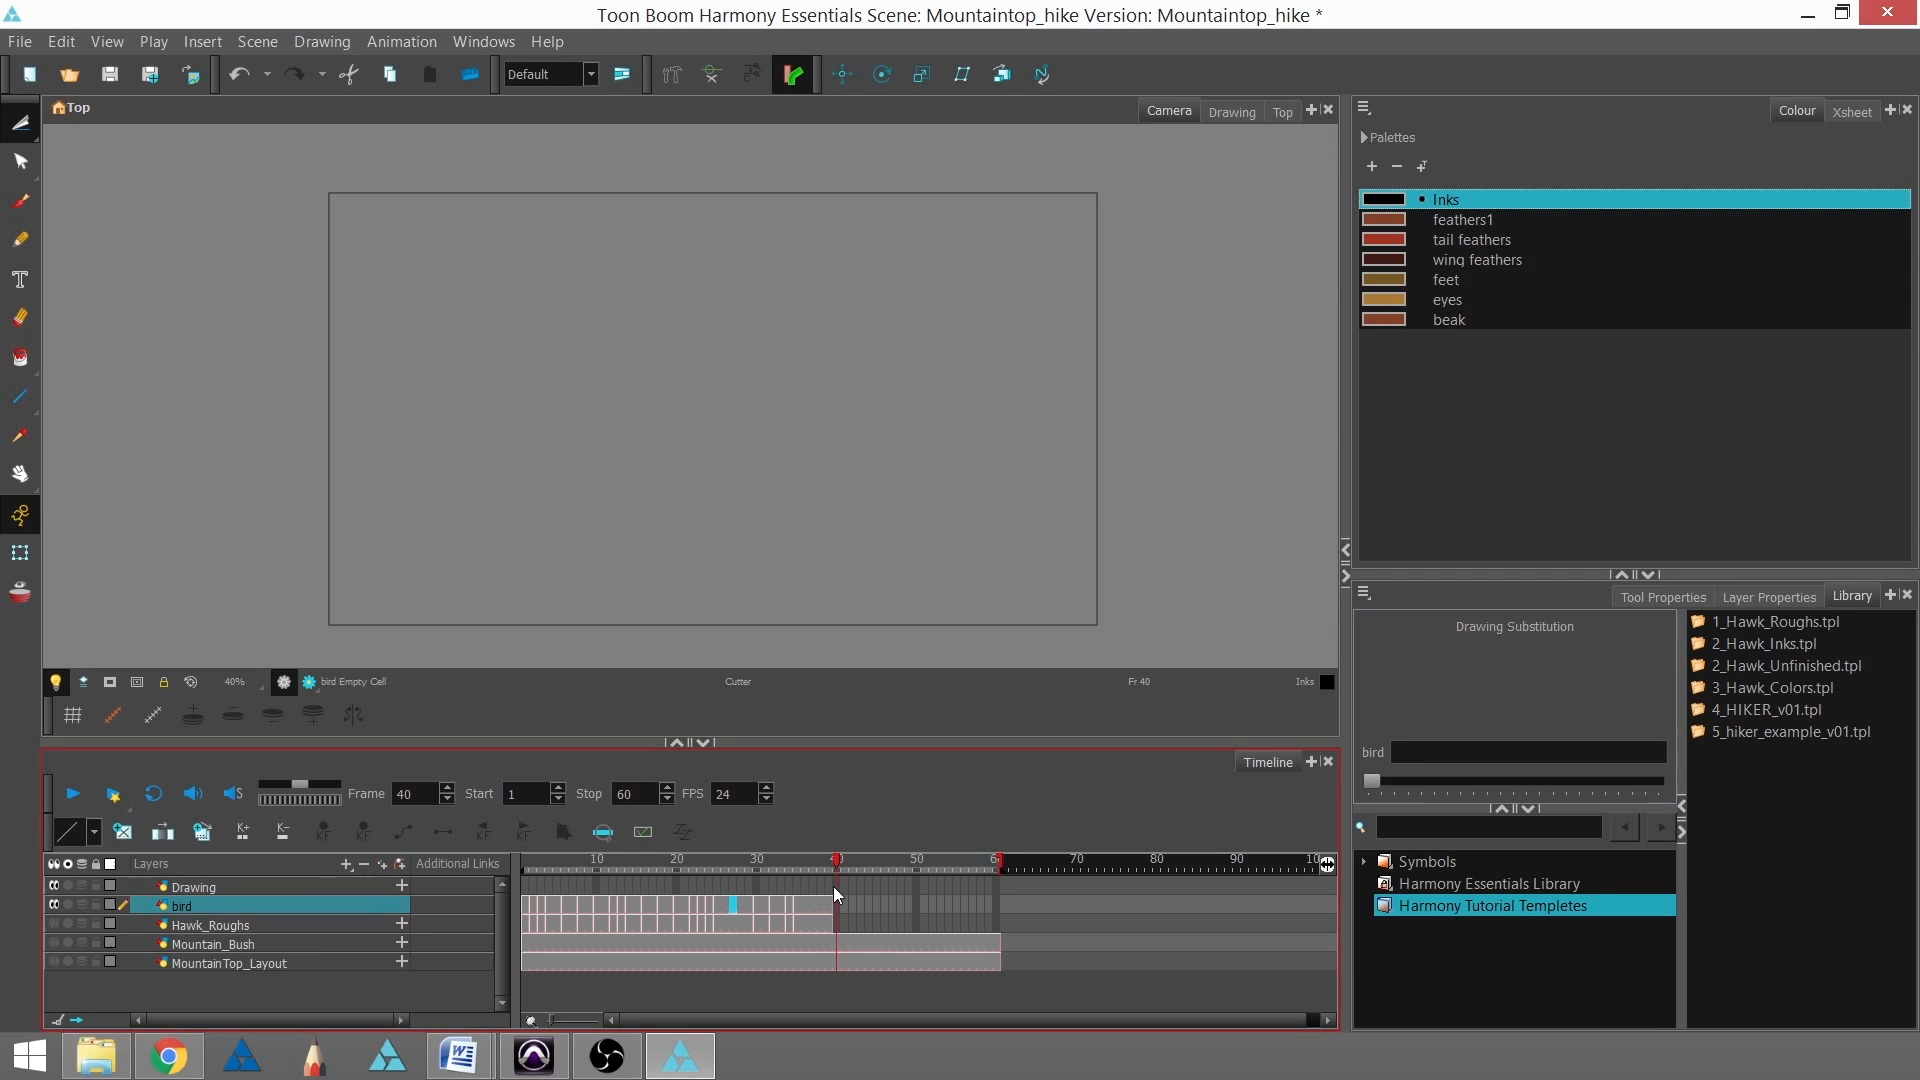 Toon Boom Harmony Essentials Scene: Mountaintop_hike Version: Mountaintop_hike *
File Edit View Play Insert Scene Drawing Animation Windows Help
Default
Top
Camera Drawing Top
Colour Xsheet
Palettes
Inks
feathers1
tail feathers
wing feathers
feet
eyes
beak
40% bird Empty Cell Cutter Fr 40 Inks
Tool Properties Layer Properties Library
Drawing Substitution
bird
1_Hawk_Roughs.tpl
2_Hawk_Inks.tpl
2_Hawk_Unfinished.tpl
3_Hawk_Colors.tpl
4_HIKER_v01.tpl
5_hiker_example_v01.tpl
Symbols
Harmony Essentials Library
Harmony Tutorial Templetes
Timeline
Frame 40 Start 1 Stop 60 FPS 24
K+ K- KF KF KF KF
Layers Additional Links 10 20 30 50 70 80 90
Drawing
bird
Hawk_Roughs
Mountain_Bush
MountainTop_Layout